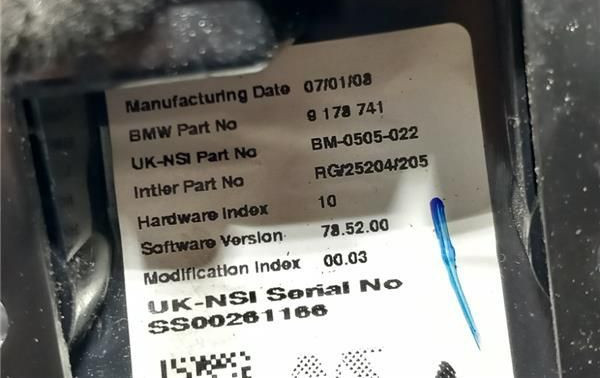 Manufacturing Date 07/01/08
BMW Part No 9 178 741
UK-NSI Part No BM-0505-022
Intier Part No RG/25204/205
Hardware Index 10
Software Version 78.52.00
Modification Index 00.03
UK-NSI Serial No
SS00261166